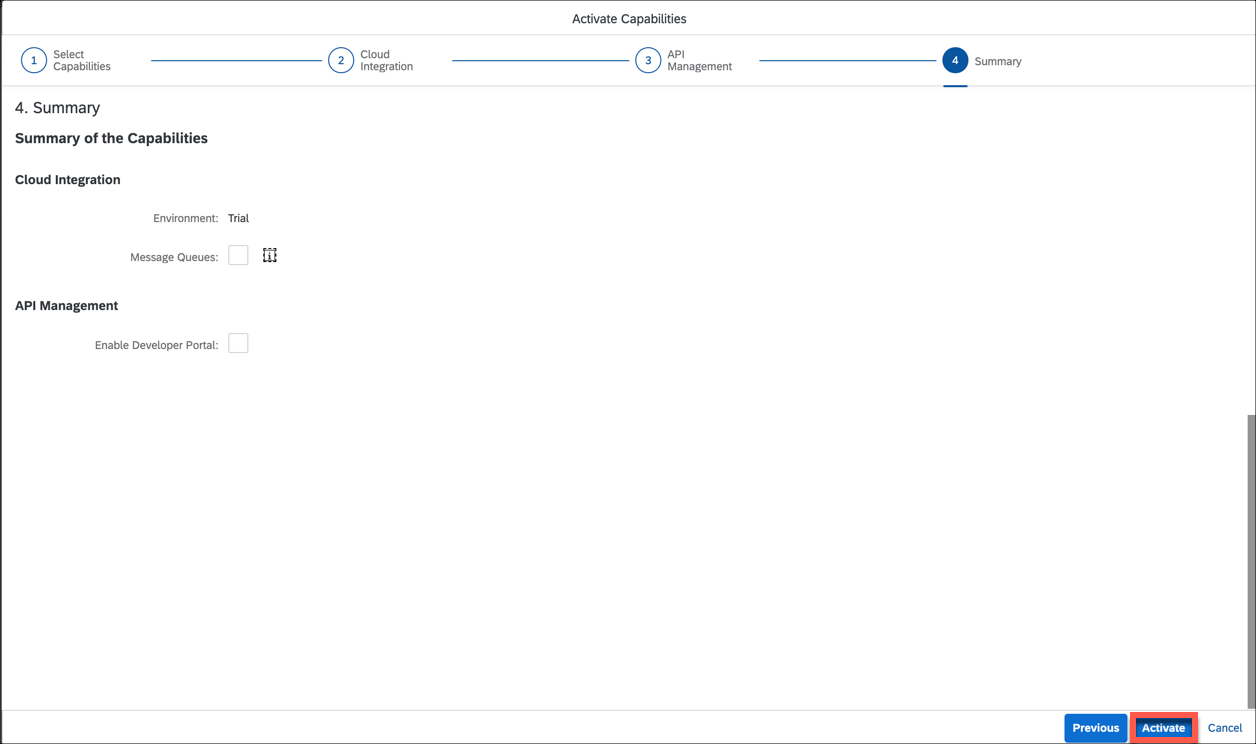 Activate Capabilities
1
Select
Capabilities
2
Cloud
Integration
3
API
Management
4
Summary
4. Summary
Summary of the Capabilities
Cloud Integration
Environment: Trial
Message Queues:
API Management
Enable Developer Portal:
Previous Activate Cancel